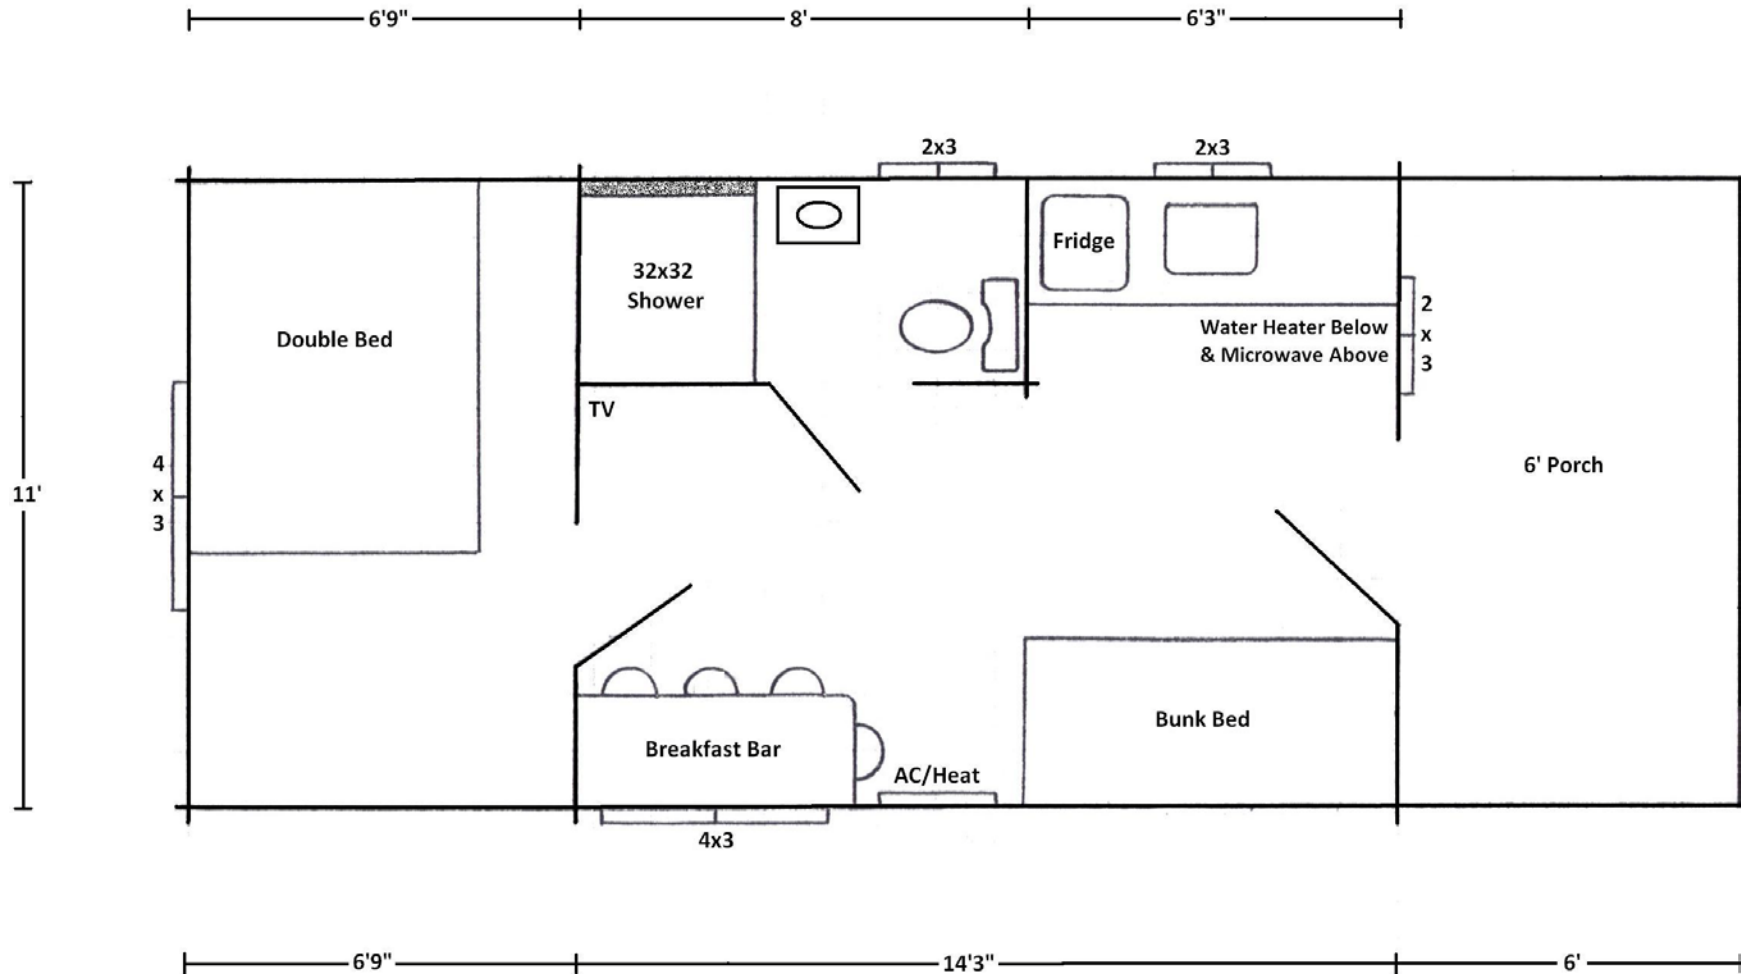 6'9"
8'
6'3"
2x3
2x3
Fridge
32x32
Shower
2
x
3
Water Heater Below
& Microwave Above
Double Bed
TV
4
x
3
6' Porch
11'
Bunk Bed
Breakfast Bar
AC/Heat
4x3
6'9"
14'3"
6'